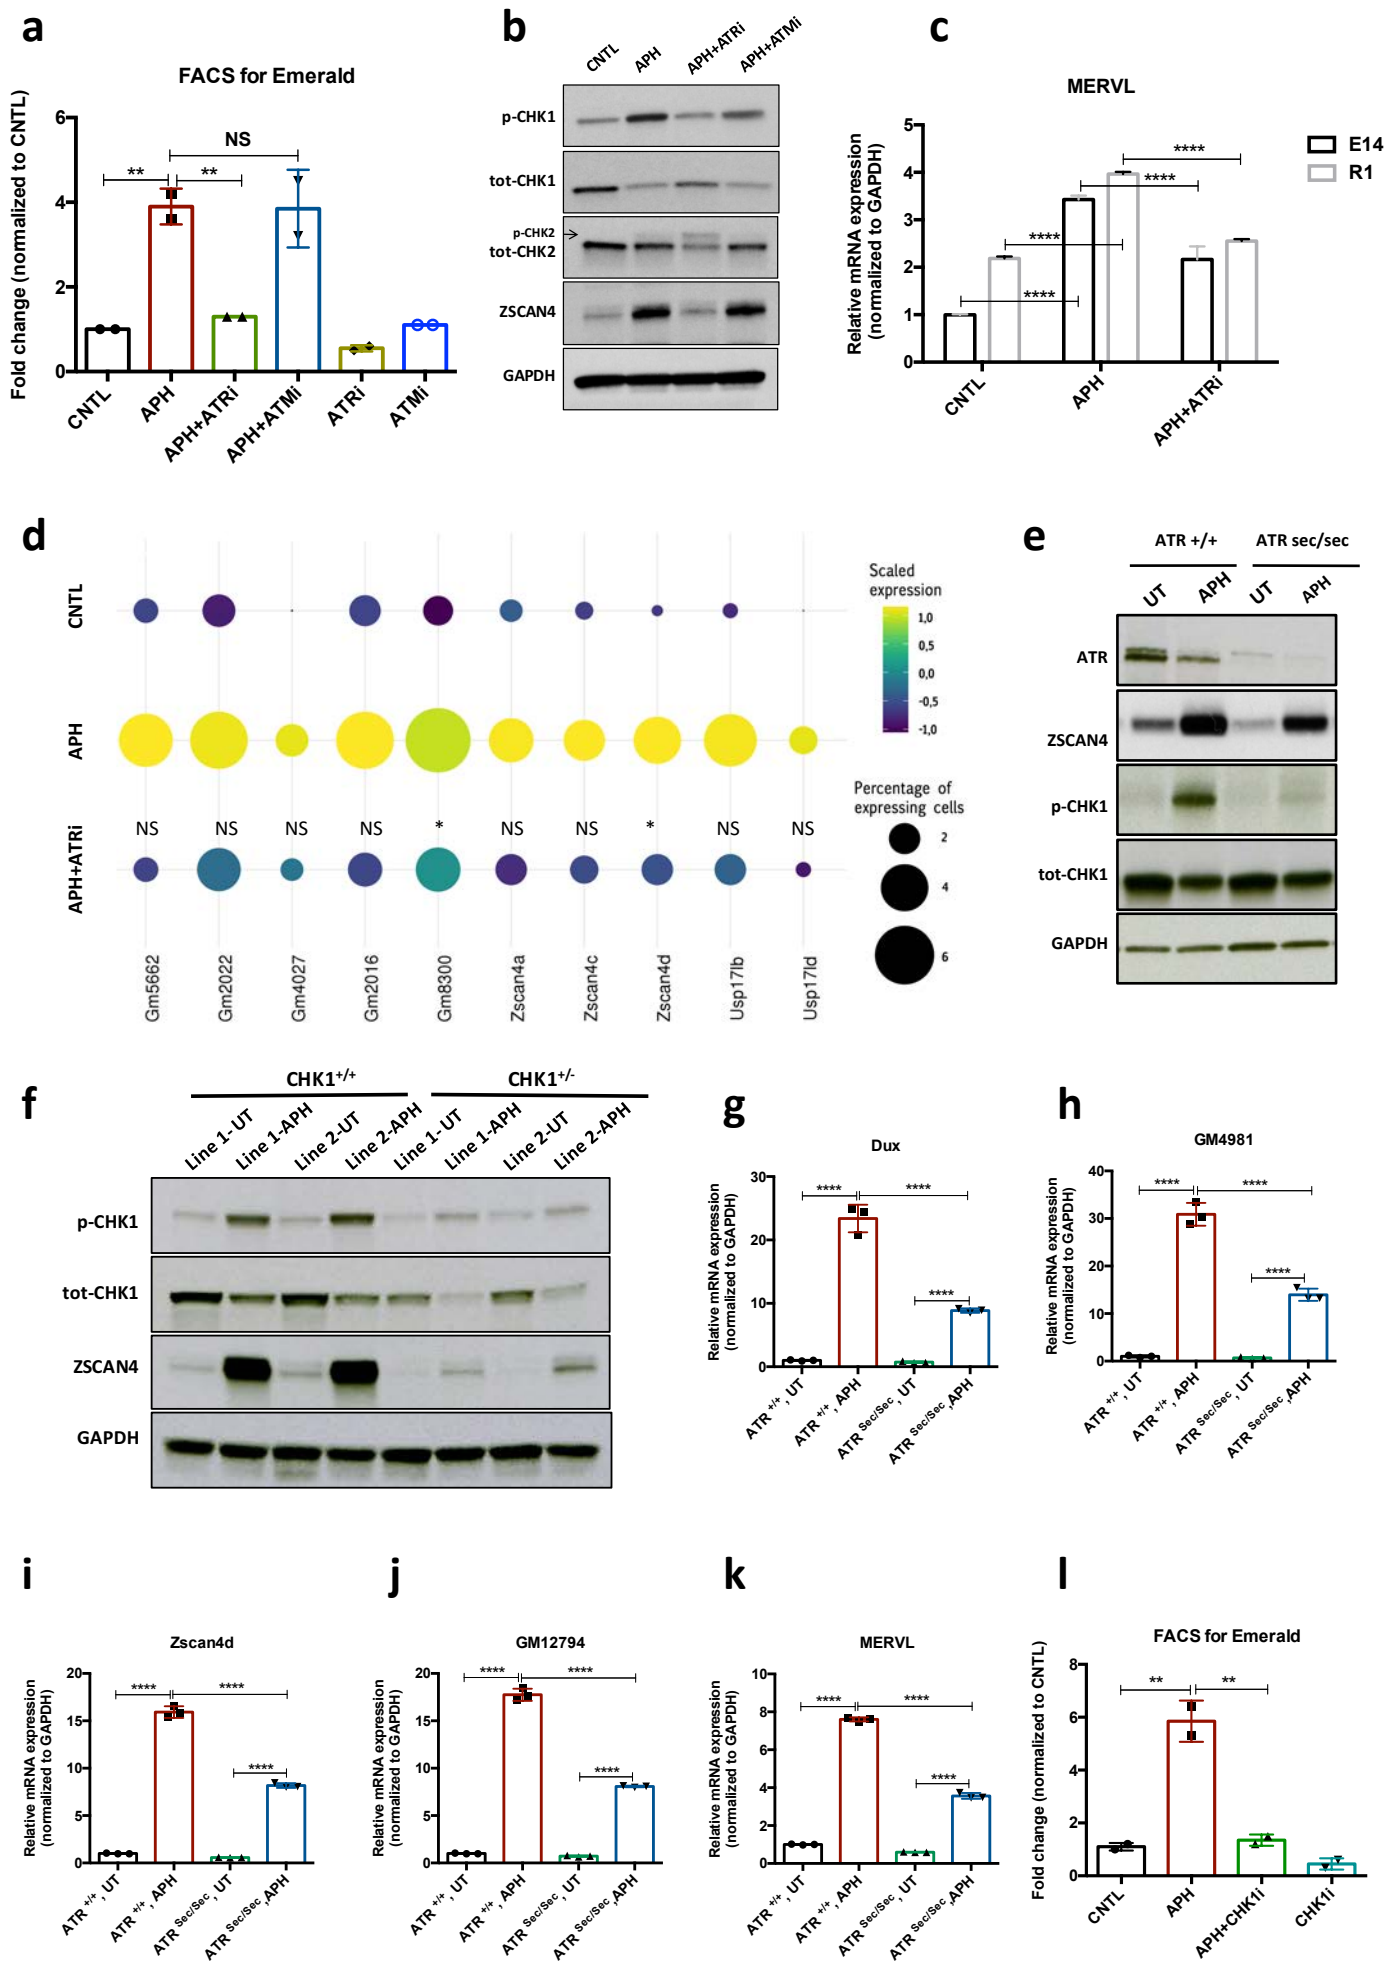 a
FACS for Emerald
Fold change (normalized to CNTL)
6
4
2
0
**
**
NS
CNTL
APH
APH+ATRi
APH+ATMi
ATRi
ATMi
b
CNTL
APH
APH+ATRi
APH+ATMi
p-CHK1
tot-CHK1
p-CHK2
tot-CHK2
ZSCAN4
GAPDH
c
MERVL
Relative mRNA expression
(normalized to GAPDH)
5
4
3
2
1
0
****
****
****
****
CNTL
APH
APH+ATRi
E14
R1
d
CNTL
APH
APH+ATRi
NS NS NS NS * NS NS * NS NS
Gm5662
Gm2022
Gm4027
Gm2016
Gm8300
Zscan4a
Zscan4c
Zscan4d
Usp17lb
Usp17ld
Scaled
expression
1,0
0,5
0,0
-0,5
-1,0
Percentage of
expressing cells
2
4
6
e
ATR +/+ ATR sec/sec
UT APH UT APH
ATR
ZSCAN4
p-CHK1
tot-CHK1
GAPDH
f
CHK1+/+ CHK1+/-
Line 1- UT
Line 1-APH
Line 2-UT
Line 2-APH
Line 1-UT
Line 1-APH
Line 2-UT
Line 2-APH
p-CHK1
tot-CHK1
ZSCAN4
GAPDH
g
Dux
Relative mRNA expression
(normalized to GAPDH)
30
20
10
0
****
****
****
ATR +/+, UT
ATR +/+, APH
ATR Sec/Sec, UT
ATR Sec/Sec,APH
h
GM4981
Relative mRNA expression
(normalized to GAPDH)
40
30
20
10
0
****
****
****
ATR +/+, UT
ATR +/+, APH
ATR Sec/Sec, UT
ATR Sec/Sec,APH
i
Zscan4d
Relative mRNA expression
(normalized to GAPDH)
20
15
10
5
0
****
****
****
ATR +/+, UT
ATR +/+, APH
ATR Sec/Sec, UT
ATR Sec/Sec,APH
j
GM12794
Relative mRNA expression
(normalized to GAPDH)
20
15
10
5
0
****
****
****
ATR +/+, UT
ATR +/+, APH
ATR Sec/Sec, UT
ATR Sec/Sec,APH
k
MERVL
Relative mRNA expression
(normalized to GAPDH)
10
8
6
4
2
0
****
****
****
ATR +/+, UT
ATR +/+, APH
ATR Sec/Sec, UT
ATR Sec/Sec,APH
l
FACS for Emerald
Fold change (normalized to CNTL)
8
6
4
2
0
**
**
CNTL
APH
APH+CHK1i
CHK1i